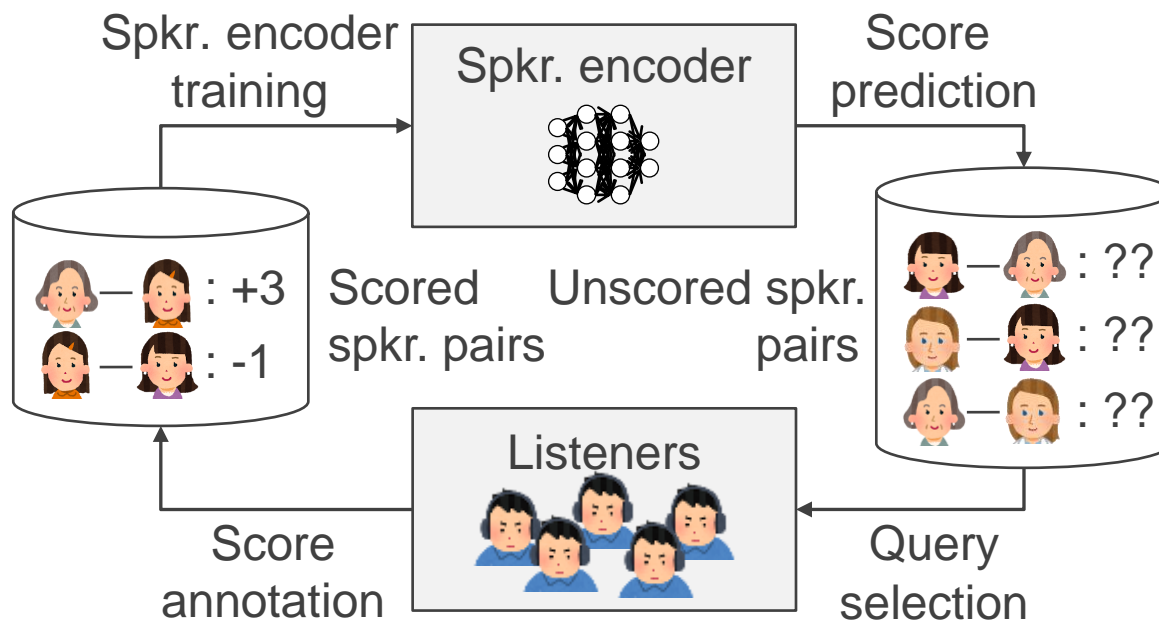 Spkr. encoder
training
Spkr. encoder
Score
prediction
: +3
: -1
Scored
spkr. pairs
Unscored spkr.
pairs
: ??
: ??
: ??
Listeners
Score
annotation
Query
selection